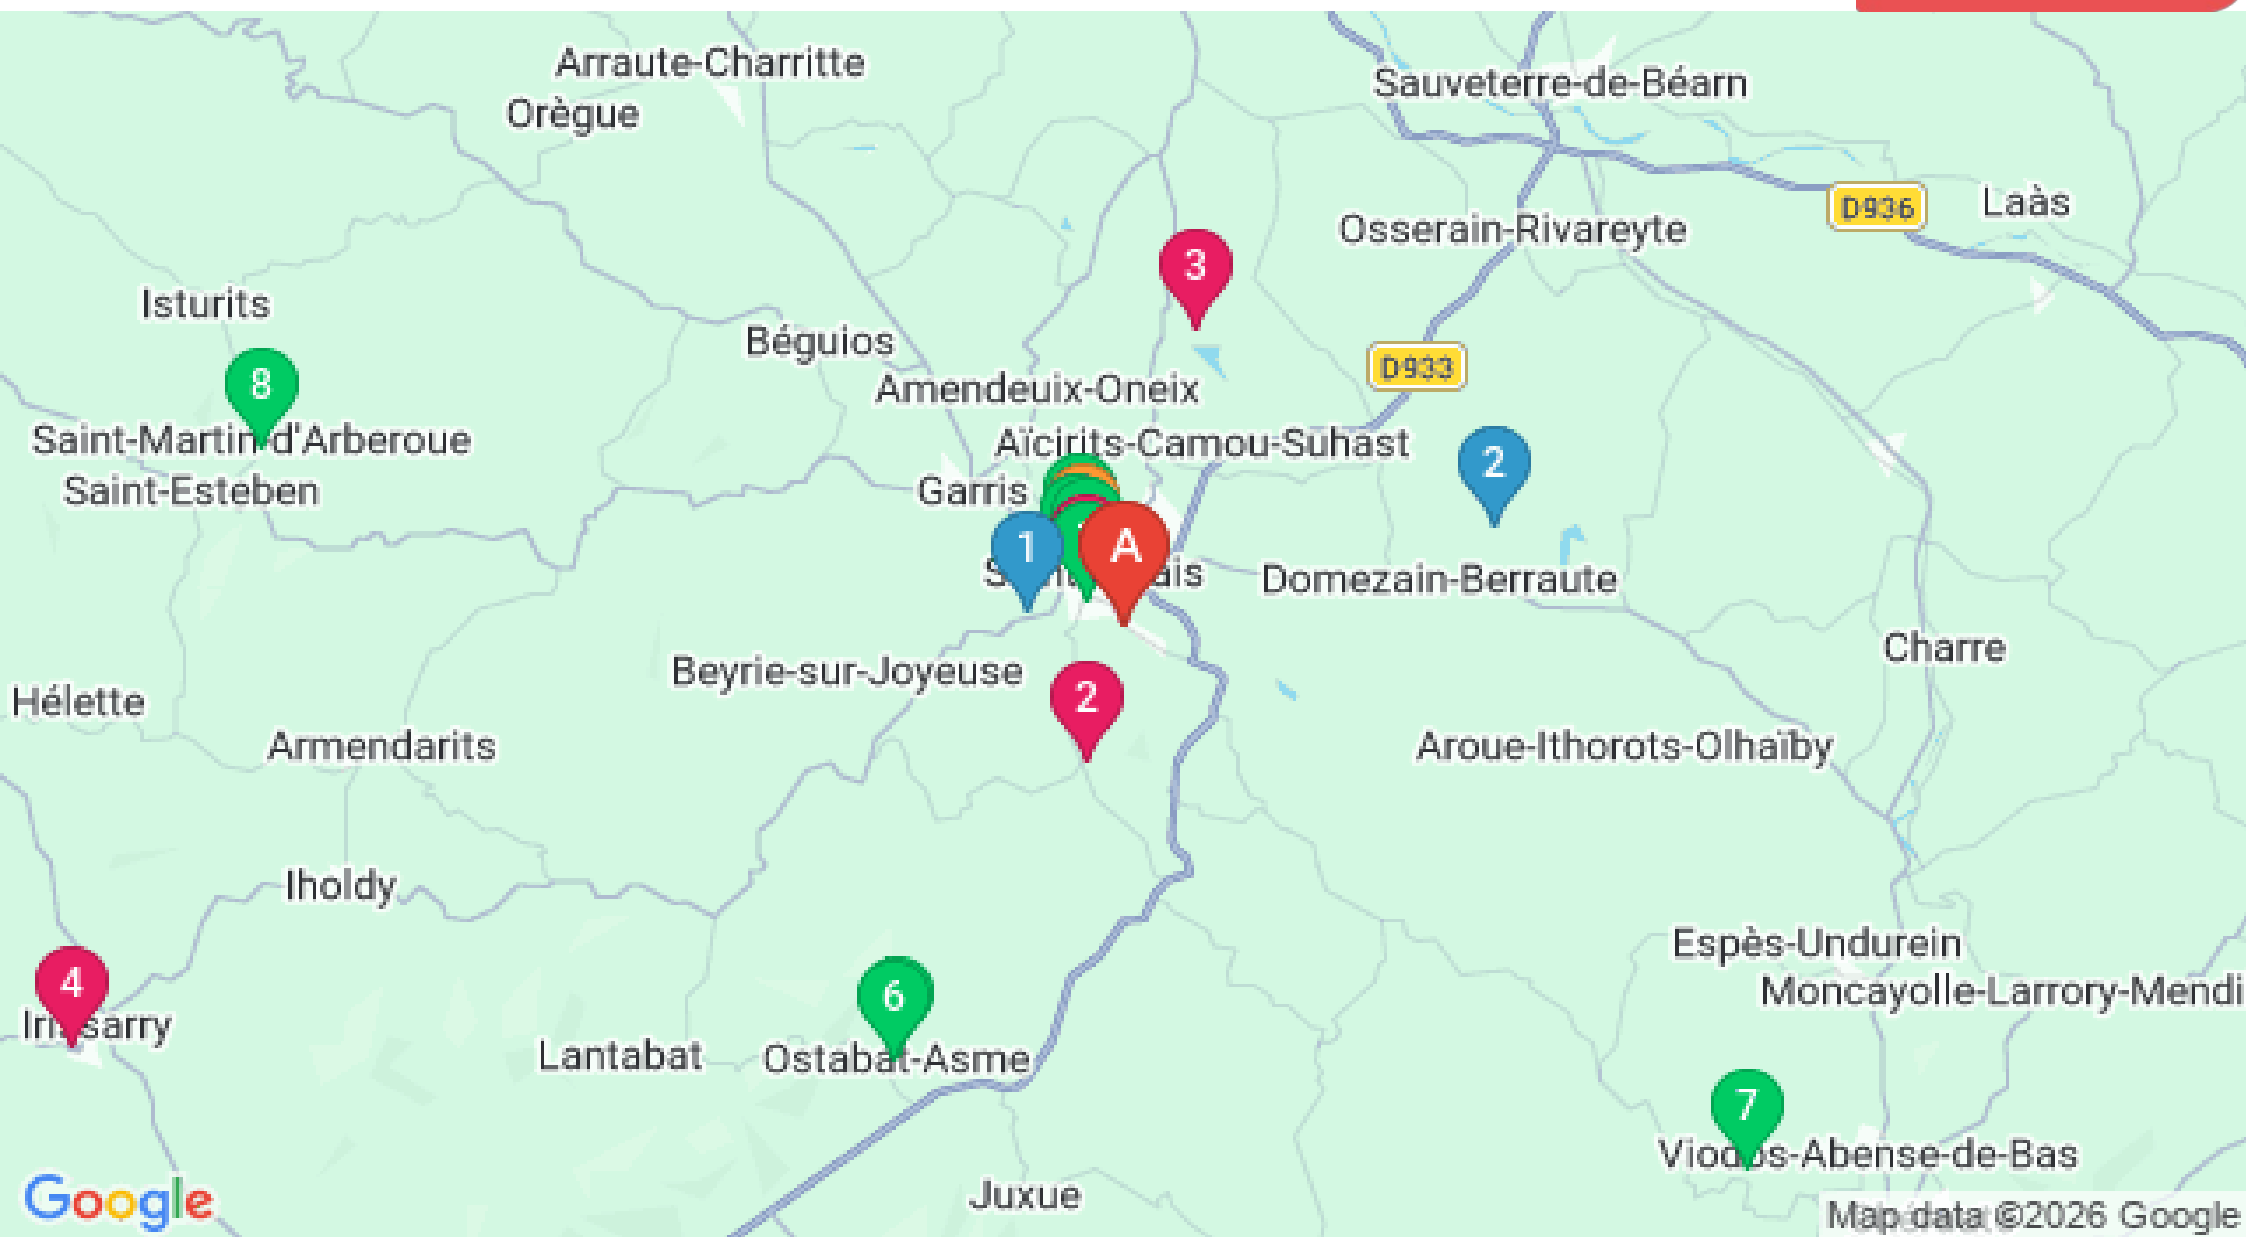 Arraute-Charritte
Sauveterre-de-Béarn
Orègue
D936
Laàs
Osserain-Rivareyte
3
Isturits
Béguios
D933
8
Amendeuix-Oneix
Saint-Martin-d'Arberoue
Aïcirits-Camou-Suhast
2
Saint-Esteben
Garris
1
A
Domezain-Berraute
Charre
Beyrie-sur-Joyeuse
2
Hélette
Armendarits
Aroue-Ithorots-Olhaïby
Iholdy
Espès-Undurein
4
6
Moncayolle-Larrory-Mendi
Lantabat
Ostabat-Asme
7
Viodos-Abense-de-Bas
Juxue
Google
Map data ©2026 Google